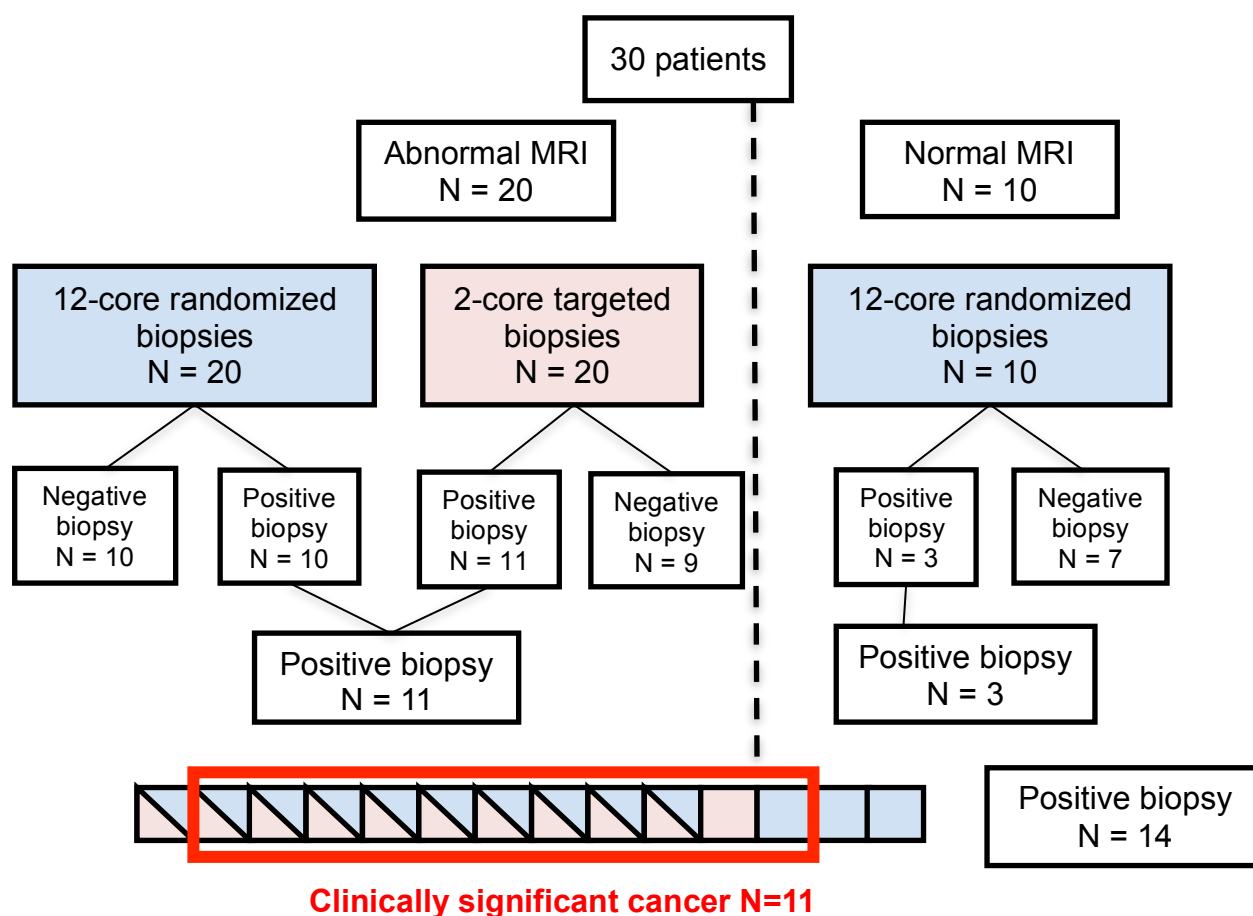 30 patients
Abnormal MRI
N = 20
Normal MRI
N = 10
12-core randomized
biopsies
N = 20
2-core targeted
biopsies
N = 20
12-core randomized
biopsies
N = 10
Negative
biopsy
N = 10
Positive
biopsy
N = 10
Positive
biopsy
N = 11
Negative
biopsy
N = 9
Positive
biopsy
N = 3
Negative
biopsy
N = 7
Positive biopsy
N = 11
Positive biopsy
N = 3
Positive biopsy
N = 14
Clinically significant cancer N=11